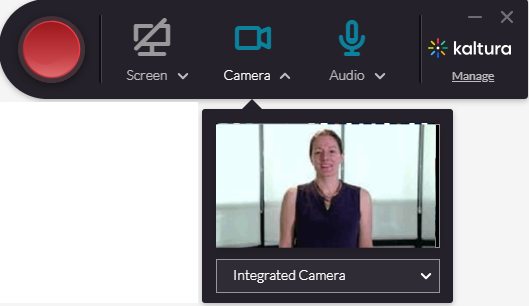 Screen
Camera
Audio
kaltura
Manage
Integrated Camera